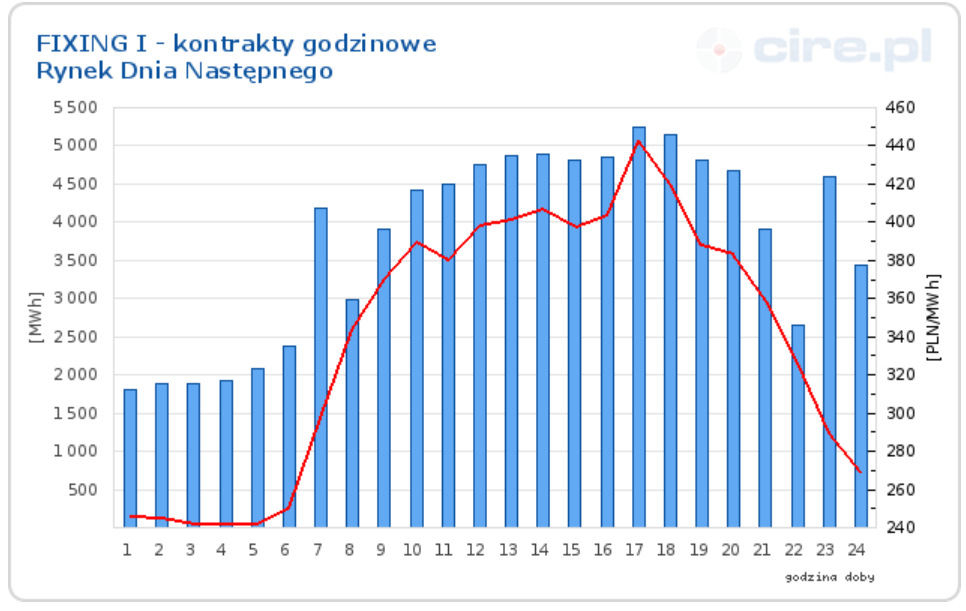 FIXING I - kontrakty godzinowe
Rynek Dnia Następnego
cire.pl
5 500 460
5 000 440
4 500 420
4 000 400
3 500 380
3 000 360
2 500 340
2 000 320
1 500 300
1 000 280
500 260
240
[MWh]
[PLN/MWh]
1 2 3 4 5 6 7 8 9 10 11 12 13 14 15 16 17 18 19 20 21 22 23 24
godzina doby